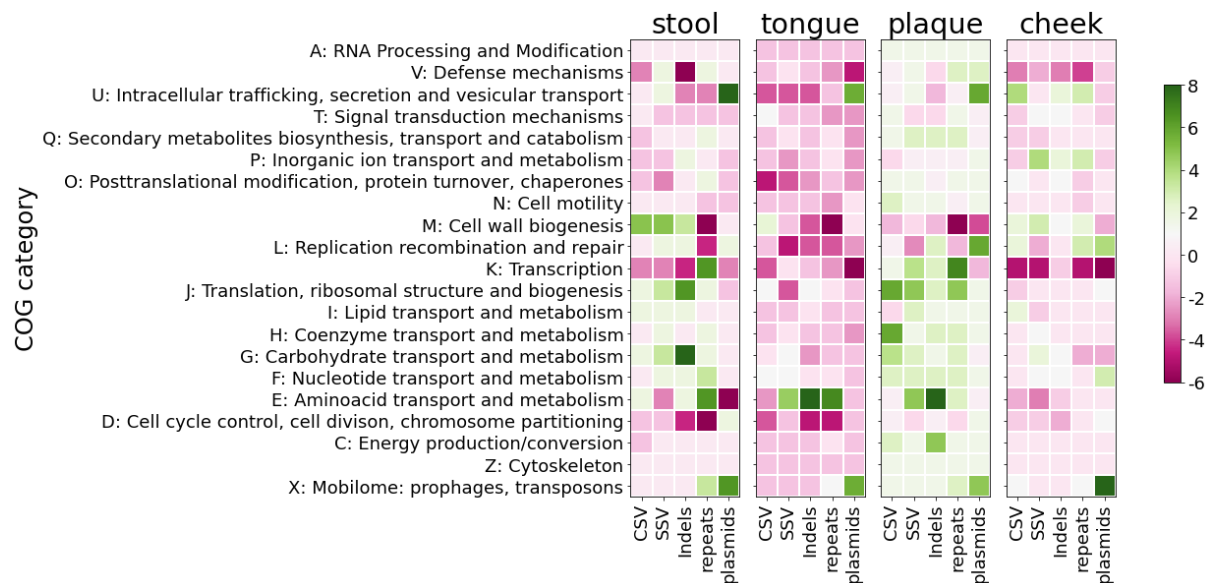 stool tongue plaque cheek
A: RNA Processing and Modification
V: Defense mechanisms
U: Intracellular trafficking, secretion and vesicular transport
T: Signal transduction mechanisms
Q: Secondary metabolites biosynthesis, transport and catabolism
P: Inorganic ion transport and metabolism
O: Posttranslational modification, protein turnover, chaperones
N: Cell motility
M: Cell wall biogenesis
L: Replication recombination and repair
K: Transcription
J: Translation, ribosomal structure and biogenesis
I: Lipid transport and metabolism
H: Coenzyme transport and metabolism
G: Carbohydrate transport and metabolism
F: Nucleotide transport and metabolism
E: Aminoacid transport and metabolism
D: Cell cycle control, cell divison, chromosome partitioning
C: Energy production/conversion
Z: Cytoskeleton
X: Mobilome: prophages, transposons
COG category
CSV SSV Indels repeats plasmids
CSV SSV Indels repeats plasmids
CSV SSV Indels repeats plasmids
CSV SSV Indels repeats plasmids
8
6
4
2
0
-2
-4
-6